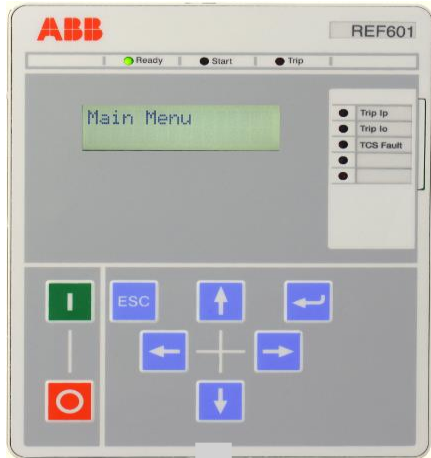 ABB
REF601
Ready Start Trip
Main Menu
Trip Ip
Trip Io
TCS Fault
I
ESC
O